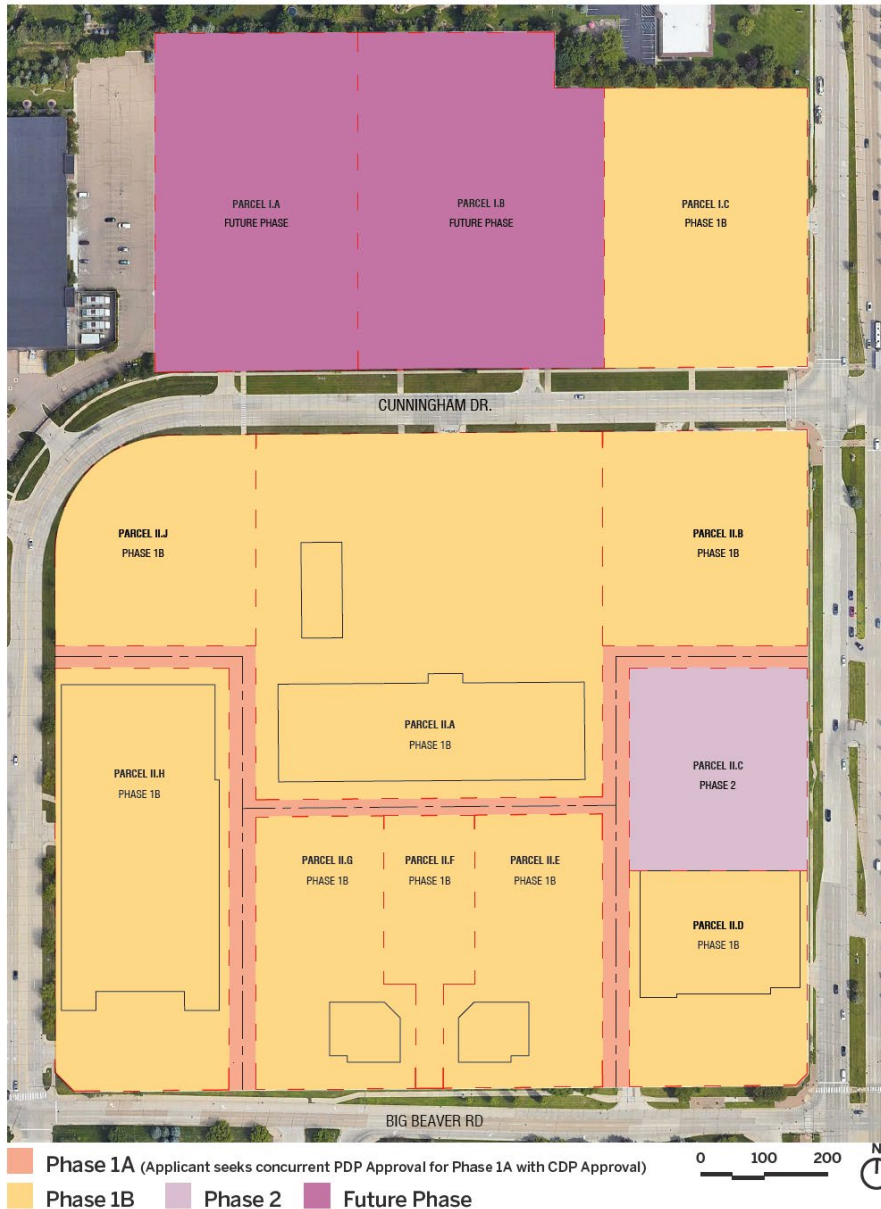 PARCEL I.A
FUTURE PHASE
PARCEL I.B
FUTURE PHASE
PARCEL I.C
PHASE 1B
CUNNINGHAM DR.
PARCEL II.J
PHASE 1B
PARCEL II.B
PHASE 1B
PARCEL II.A
PHASE 1B
PARCEL II.H
PHASE 1B
PARCEL II.C
PHASE 2
PARCEL II.G
PHASE 1B
PARCEL II.F
PHASE 1B
PARCEL II.E
PHASE 1B
PARCEL II.D
PHASE 1B
BIG BEAVER RD
Phase 1A (Applicant seeks concurrent PDP Approval for Phase 1A with CDP Approval)
0 100 200
N
Phase 1B Phase 2 Future Phase